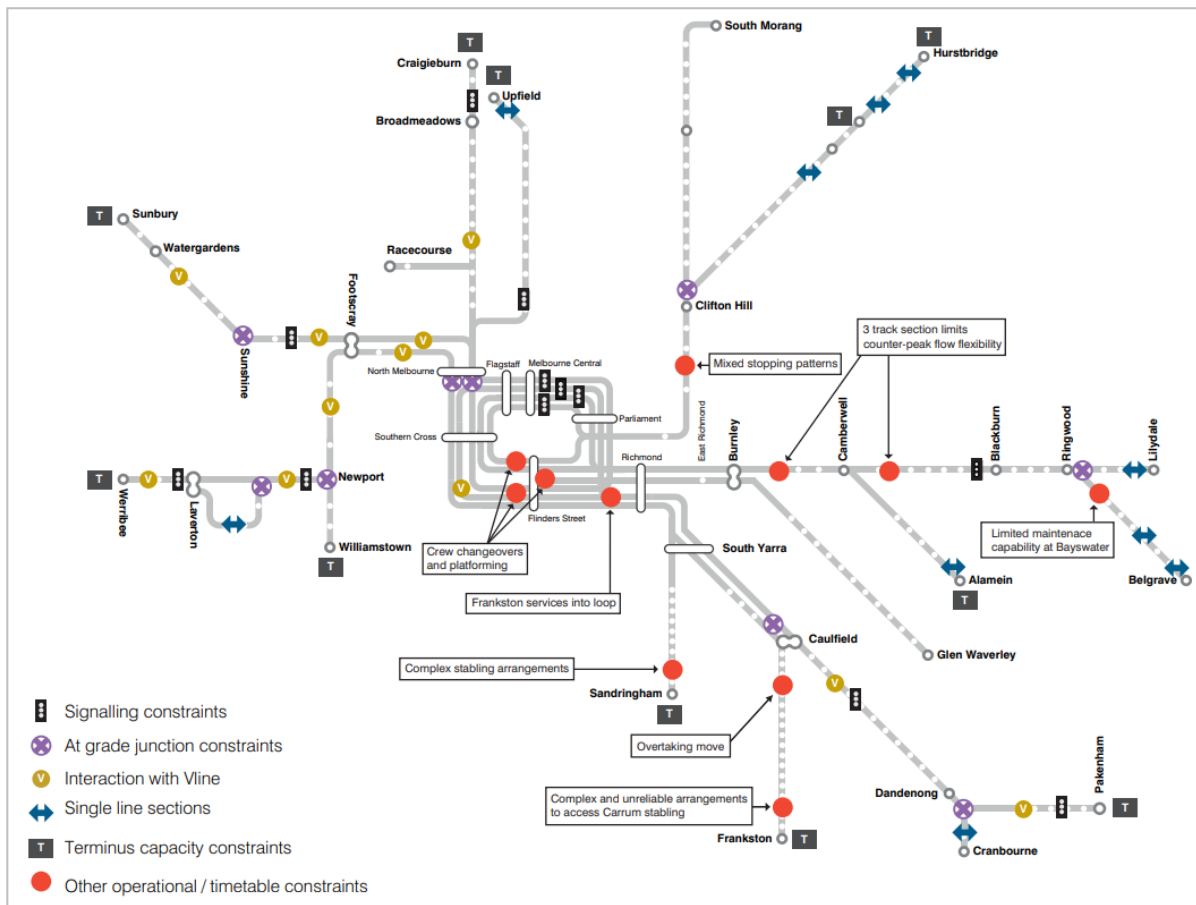 South Morang
T
Hurstbridge
T
Craigieburn
T
Upfield
Broadmeadows
T
T
Sunbury
Watergardens
V
Racecourse
V
Footscray
Clifton Hill
3 track section limits
counter-peak flow flexibility
Sunshine
V
V
V
North Melbourne
Flagstaff
Melbourne Central
Mixed stopping patterns
V
Parliament
Southern Cross
East Richmond
Burnley
Camberwell
Blackburn
Ringwood
Lilydale
Richmond
T
Werribee
V
Laverton
V
Newport
V
Flinders Street
Limited maintenace
capability at Bayswater
Williamstown
T
Crew changeovers
and platforming
South Yarra
Alamein
T
Belgrave
Frankston services into loop
Caulfield
Glen Waverley
Complex stabling arrangements
V
Sandringham
T
Signalling constraints
At grade junction constraints
V
Interaction with Vline
Single line sections
T
Terminus capacity constraints
Other operational / timetable constraints
Overtaking move
Complex and unreliable arrangements
to access Carrum stabling
Frankston
T
Dandenong
Pakenham
V
T
Cranbourne